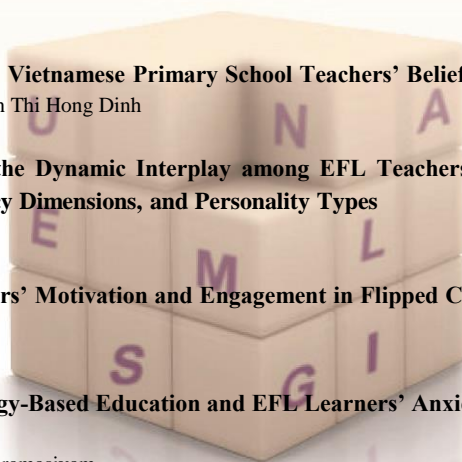 Vietnamese Primary School Teachers’ Belief
Thi Hong Dinh
the Dynamic Interplay among EFL Teachers
Dimensions, and Personality Types
U N A
E M L
rs’ Motivation and Engagement in Flipped C
S G I
gy-Based Education and EFL Learners’ Anxi